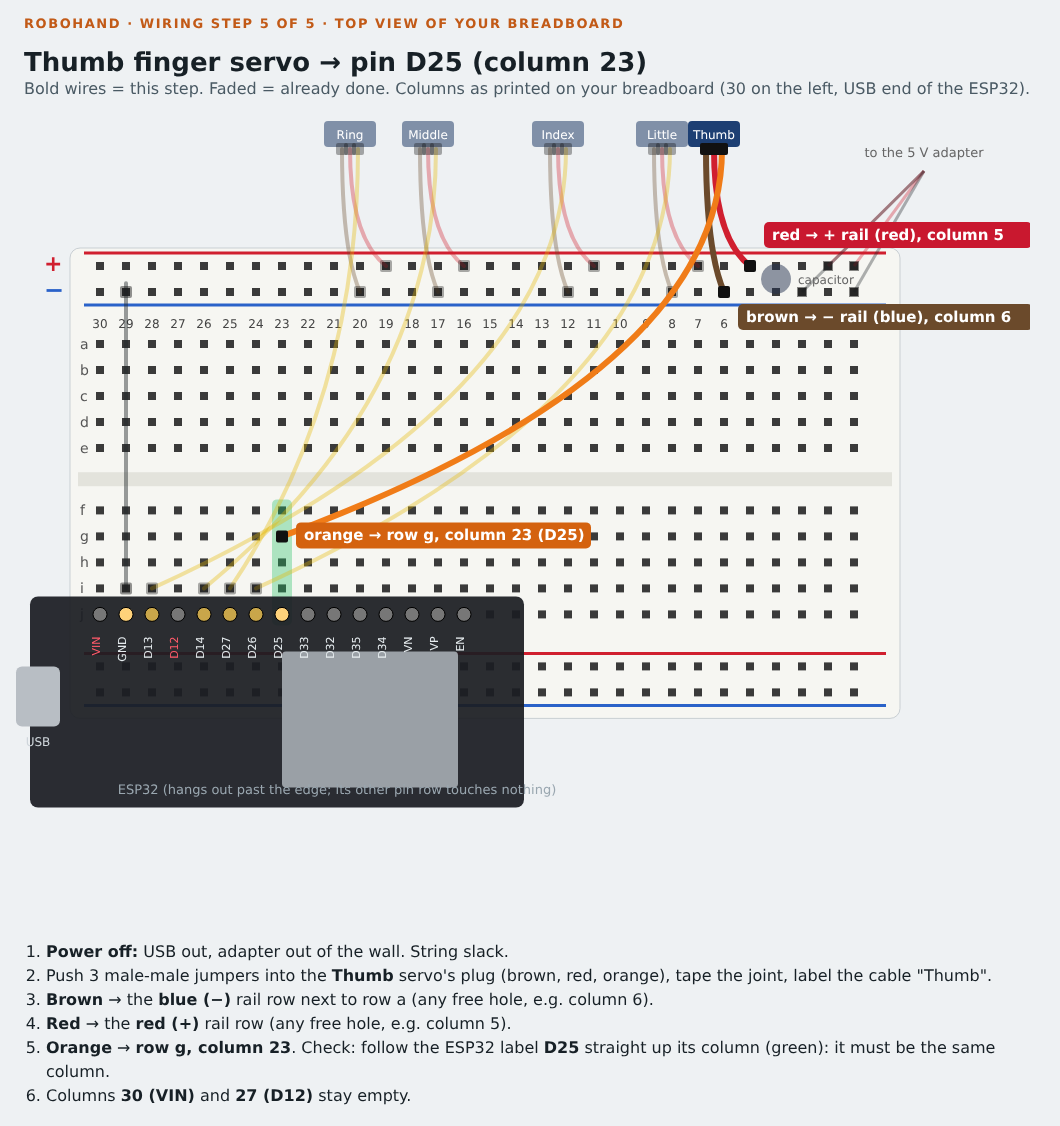 ROBOHAND · WIRING STEP 5 OF 5 · TOP VIEW OF YOUR BREADBOARD
Thumb finger servo → pin D25 (column 23)
Bold wires = this step. Faded = already done. Columns as printed on your breadboard (30 on the left, USB end of the ESP32).
Ring Middle Index Little Thumb
to the 5 V adapter
red → + rail (red), column 5
+
−
capacitor
brown → − rail (blue), column 6
30 29 28 27 26 25 24 23 22 21 20 19 18 17 16 15 14 13 12 11 10 9 8 7 6
a
b
c
d
e
f
g
orange → row g, column 23 (D25)
h
i
j
VIN GND D13 D12 D14 D27 D26 D25 D33 D32 D35 D34 VN VP EN
USB
ESP32 (hangs out past the edge; its other pin row touches nothing)
1. Power off: USB out, adapter out of the wall. String slack.
2. Push 3 male-male jumpers into the Thumb servo's plug (brown, red, orange), tape the joint, label the cable "Thumb".
3. Brown → the blue (−) rail row next to row a (any free hole, e.g. column 6).
4. Red → the red (+) rail row (any free hole, e.g. column 5).
5. Orange → row g, column 23. Check: follow the ESP32 label D25 straight up its column (green): it must be the same
column.
6. Columns 30 (VIN) and 27 (D12) stay empty.